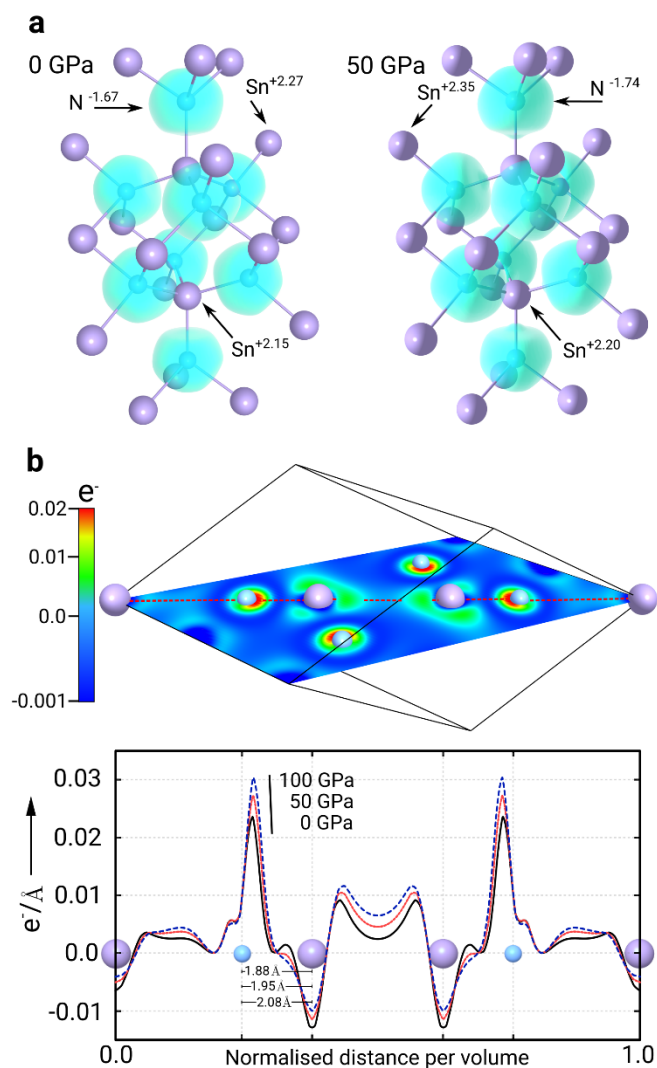 a
0 GPa
50 GPa
N-1.67
Sn+2.27
Sn+2.35
N-1.74
Sn+2.15
Sn+2.20
b
e-
0.02
0.01
0.0
-0.001
0.03
100 GPa
50 GPa
0 GPa
0.02
e-/Å
0.01
0.0
1.88Å
1.95Å
2.08Å
-0.01
0.0
Normalised distance per volume
1.0